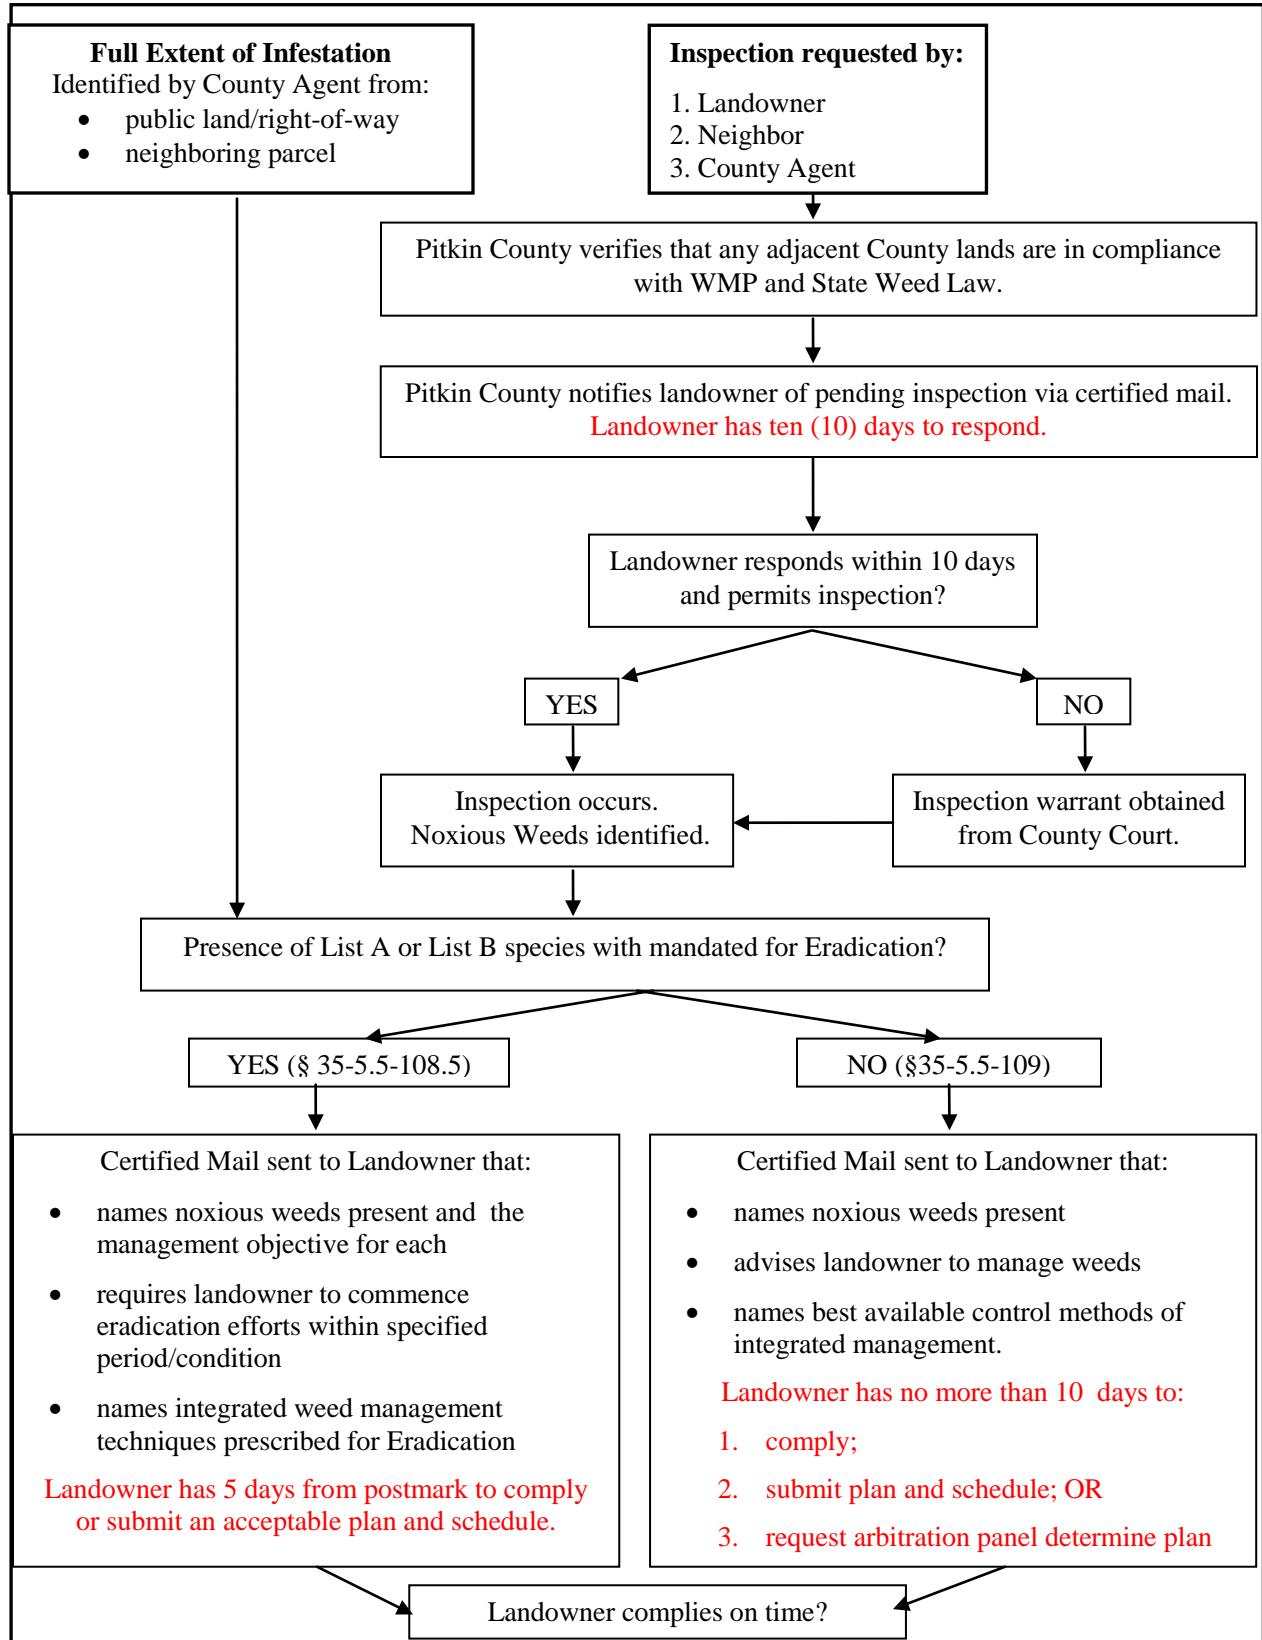 Full Extent of Infestation
Identified by County Agent from:
• public land/right-of-way
• neighboring parcel
Inspection requested by:
1. Landowner
2. Neighbor
3. County Agent
Pitkin County verifies that any adjacent County lands are in compliance
with WMP and State Weed Law.
Pitkin County notifies landowner of pending inspection via certified mail.
Landowner has ten (10) days to respond.
Landowner responds within 10 days
and permits inspection?
YES
NO
Inspection occurs.
Noxious Weeds identified.
Inspection warrant obtained
from County Court.
Presence of List A or List B species with mandated for Eradication?
YES (§ 35-5.5-108.5)
NO (§35-5.5-109)
Certified Mail sent to Landowner that:
• names noxious weeds present and the
management objective for each
• requires landowner to commence
eradication efforts within specified
period/condition
• names integrated weed management
techniques prescribed for Eradication
Landowner has 5 days from postmark to comply
or submit an acceptable plan and schedule.
Certified Mail sent to Landowner that:
• names noxious weeds present
• advises landowner to manage weeds
• names best available control methods of
integrated management.
Landowner has no more than 10 days to:
1. comply;
2. submit plan and schedule; OR
3. request arbitration panel determine plan
Landowner complies on time?